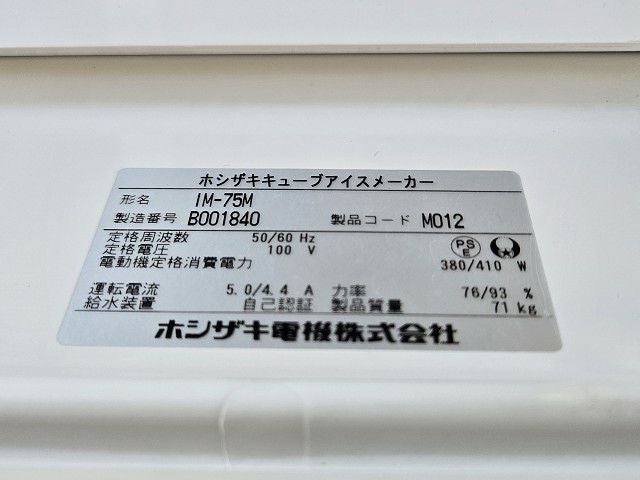 ホシザキキューブアイスメーカー
形名 IM-75M
製造番号 B001840 製品コード M012
定格周波数 50/60 Hz
定格電圧 100 V
PS E
電動機定格消費電力 380/410 W
運転電流 5.0/4.4 A 力率 76/93 %
給水装置 自己認証 製品質量 71 kg
ホシザキ電機株式会社